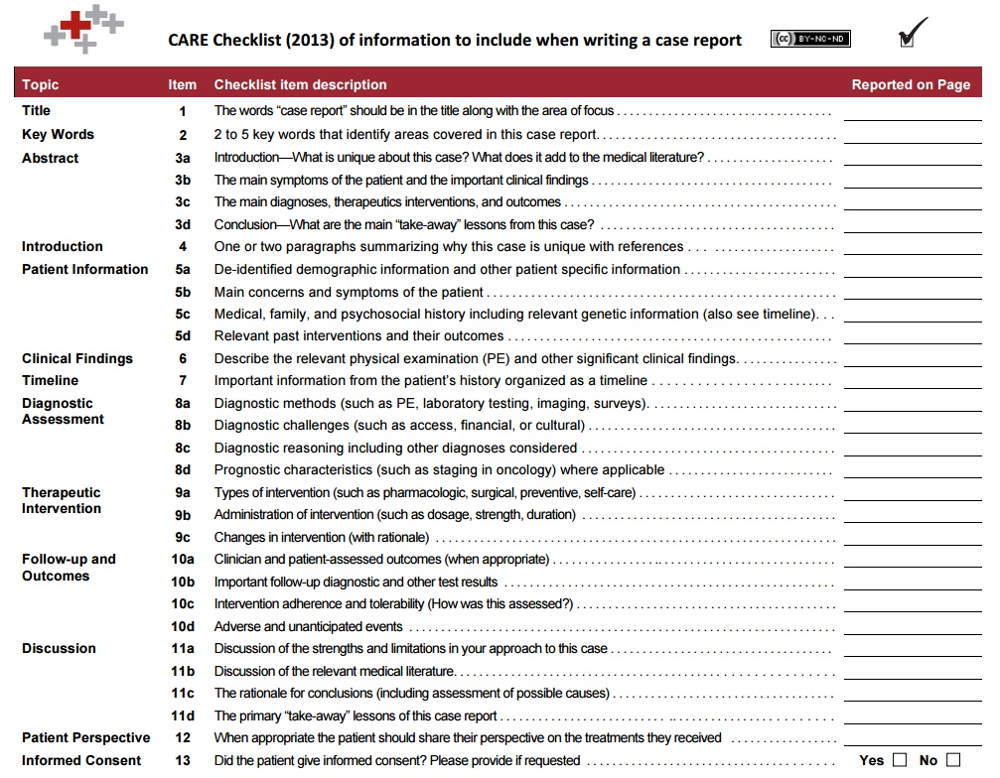 CARE Checklist (2013) of information to include when writing a case report
(cc) BY-NC-ND
Topic Item Checklist item description Reported on Page
Title 1 The words “case report” should be in the title along with the area of focus
Key Words 2 2 to 5 key words that identify areas covered in this case report.
Abstract 3a Introduction—What is unique about this case? What does it add to the medical literature?
3b The main symptoms of the patient and the important clinical findings
3c The main diagnoses, therapeutics interventions, and outcomes
3d Conclusion—What are the main “take-away” lessons from this case?
Introduction 4 One or two paragraphs summarizing why this case is unique with references
Patient Information 5a De-identified demographic information and other patient specific information
5b Main concerns and symptoms of the patient
5c Medical, family, and psychosocial history including relevant genetic information (also see timeline).
5d Relevant past interventions and their outcomes
Clinical Findings 6 Describe the relevant physical examination (PE) and other significant clinical findings.
Timeline 7 Important information from the patient’s history organized as a timeline
Diagnostic Assessment 8a Diagnostic methods (such as PE, laboratory testing, imaging, surveys).
8b Diagnostic challenges (such as access, financial, or cultural)
8c Diagnostic reasoning including other diagnoses considered
8d Prognostic characteristics (such as staging in oncology) where applicable
Therapeutic Intervention 9a Types of intervention (such as pharmacologic, surgical, preventive, self-care)
9b Administration of intervention (such as dosage, strength, duration)
9c Changes in intervention (with rationale)
Follow-up and Outcomes 10a Clinician and patient-assessed outcomes (when appropriate)
10b Important follow-up diagnostic and other test results
10c Intervention adherence and tolerability (How was this assessed?)
10d Adverse and unanticipated events
Discussion 11a Discussion of the strengths and limitations in your approach to this case
11b Discussion of the relevant medical literature.
11c The rationale for conclusions (including assessment of possible causes)
11d The primary “take-away” lessons of this case report
Patient Perspective 12 When appropriate the patient should share their perspective on the treatments they received
Informed Consent 13 Did the patient give informed consent? Please provide if requested Yes No